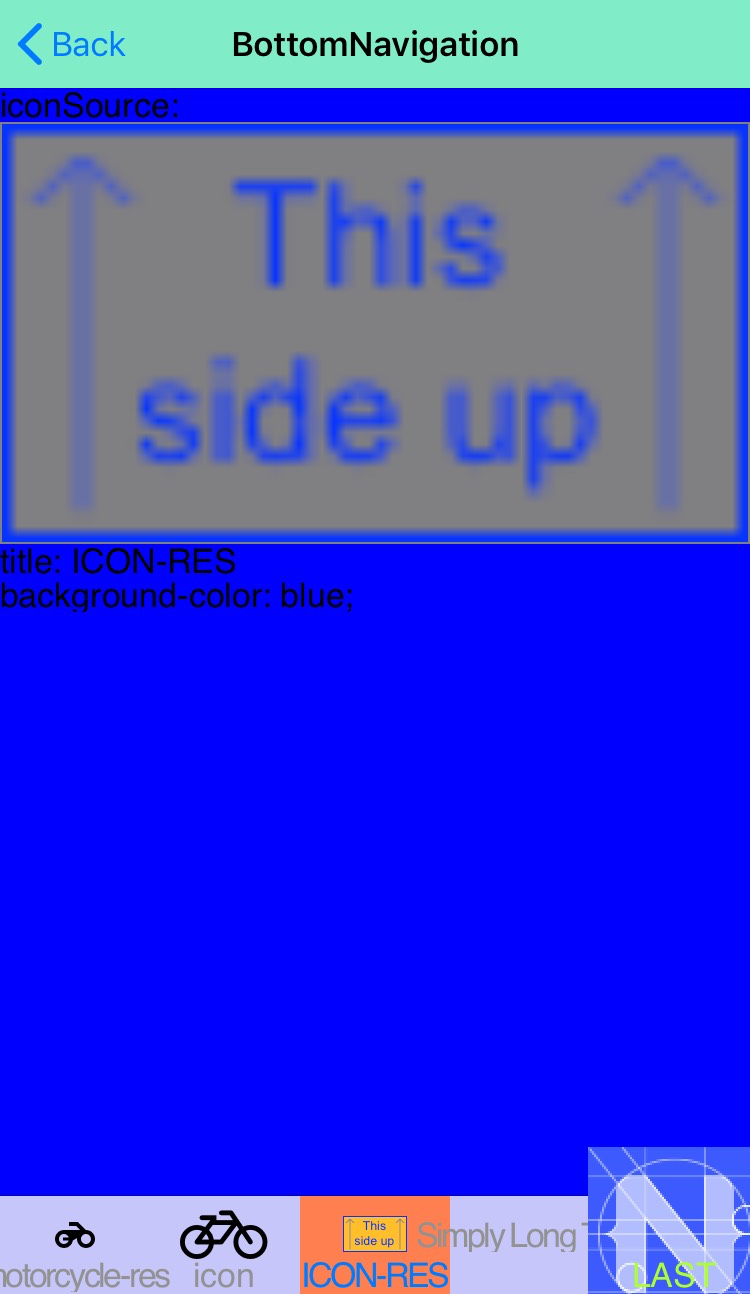 Back
BottomNavigation
iconSource:
This
side up
title: ICON-RES
background-color: blue;
This
side up
Simply Long
otorcycle-res
icon
ICON-RES
LAST